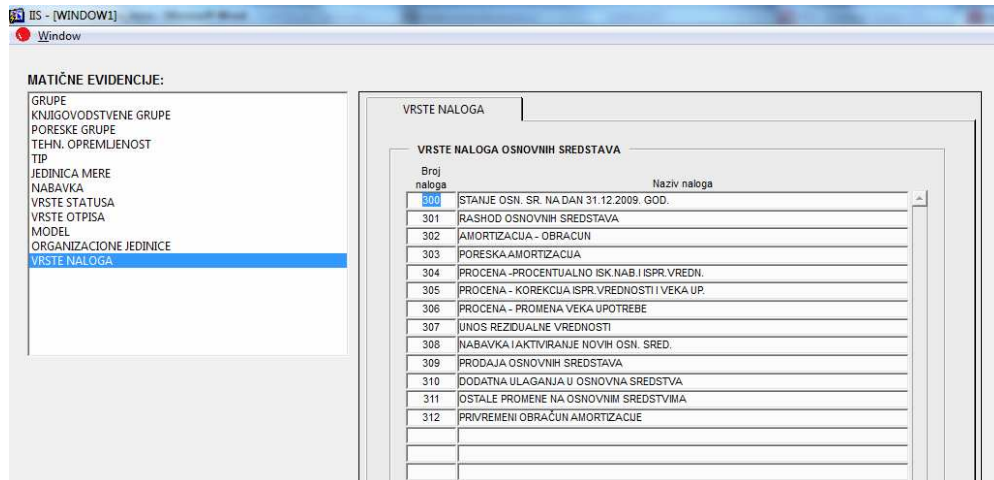 IIS - [WINDOW1]
Window
MATIČNE EVIDENCIJE:
GRUPE
KNJIGOVODSTVENE GRUPE
PORESKE GRUPE
TEHN. OPREMLJENOST
TIP
JEDINICA MERE
NABAVKA
VRSTE STATUSA
VRSTE OTPISA
MODEL
ORGANIZACIONE JEDINICE
VRSTE NALOGA
VRSTE NALOGA
VRSTE NALOGA OSNOVNIH SREDSTAVA
Broj
naloga Naziv naloga
300 STANJE OSN. SR. NA DAN 31.12.2009. GOD.
301 RASHOD OSNOVNIH SREDSTAVA
302 AMORTIZACIJA - OBRACUN
303 PORESKA AMORTIZACIJA
304 PROCENA -PROCENTUALNO ISK.NAB.I ISPR.VREDN.
305 PROCENA - KOREKCIJA ISPR.VREDNOSTI I VEKA UP.
306 PROCENA - PROMENA VEKA UPOTREBE
307 UNOS REZIDUALNE VREDNOSTI
308 NABAVKA I AKTIVIRANJE NOVIH OSN. SRED.
309 PRODAJA OSNOVNIH SREDSTAVA
310 DODATNA ULAGANJA U OSNOVNA SREDSTVA
311 OSTALE PROMENE NA OSNOVNIM SREDSTVIMA
312 PRIVREMENI OBRAČUN AMORTIZACIJE